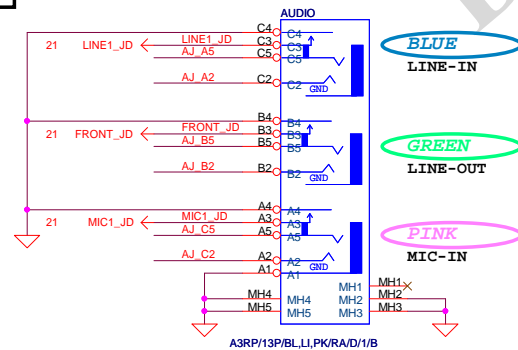 AUDIO
C4 C4
21 LINE1_JD LINE1_JD C3 C3
AJ_A5 C5 C5
BLUE
LINE-IN
AJ_A2 C2 C2
GND
B4 B4
21 FRONT_JD FRONT_JD B3 B3
AJ_B5 B5 B5
GREEN
LINE-OUT
AJ_B2 B2 B2
GND
A4 A4
21 MIC1_JD MIC1_JD A3 A3
AJ_C5 A5 A5
PINK
MIC-IN
AJ_C2 A2 A2
GND
A1 A1
MH1 MH1
MH4 MH4 MH2 MH2
MH5 MH5 MH3 MH3
A3RP/13P/BL,LI,PK/RA/D/1/B